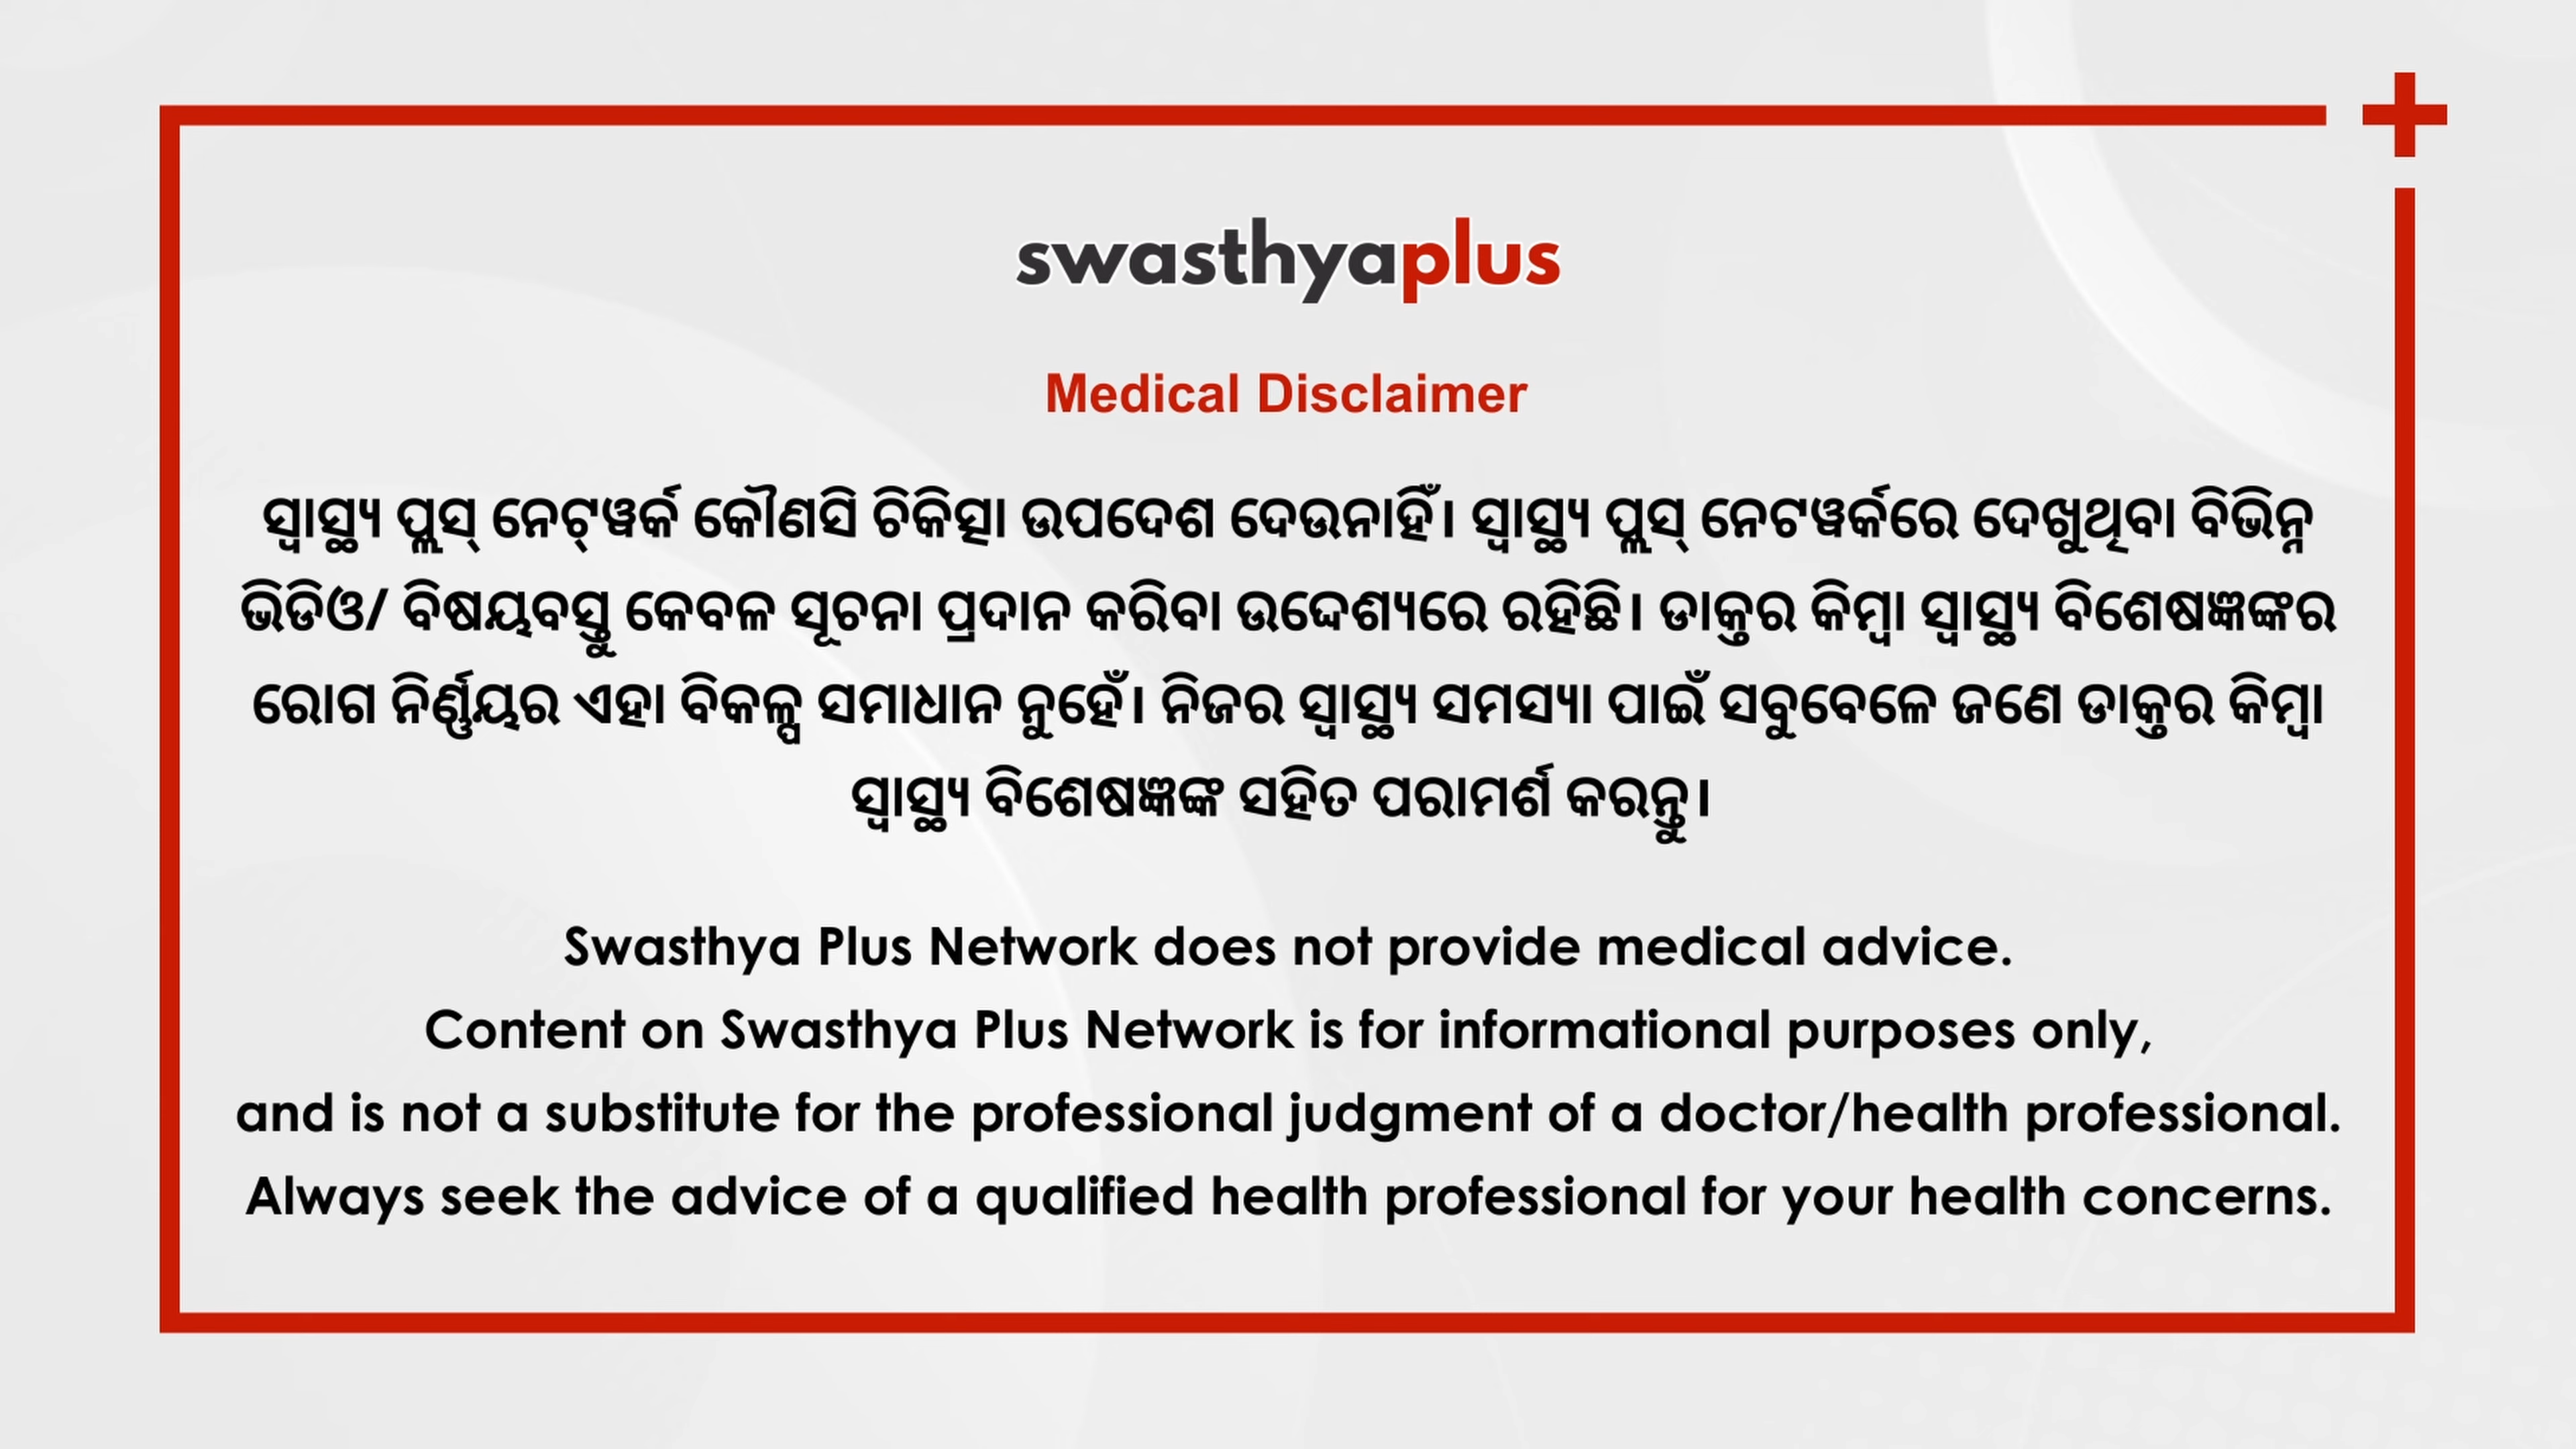 swasthyaplus
Medical Disclaimer
ସ୍ୱାସ୍ଥ୍ୟ ପ୍ଲସ୍ ନେଟ୍‌ୱର୍କ କୌଣସି ଚିକିତ୍ସା ଉପଦେଶ ଦେଉନାହିଁ। ସ୍ୱାସ୍ଥ୍ୟ ପ୍ଲସ୍ ନେଟୱର୍କରେ ଦେଖୁଥିବା ବିଭିନ୍ନ
ଭିଡିଓ/ ବିଷୟବସ୍ତୁ କେବଳ ସୂଚନା ପ୍ରଦାନ କରିବା ଉଦ୍ଦେଶ୍ୟରେ ରହିଛି। ଡାକ୍ତର କିମ୍ବା ସ୍ୱାସ୍ଥ୍ୟ ବିଶେଷଜ୍ଞଙ୍କର
ରୋଗ ନିର୍ଣ୍ଣୟର ଏହା ବିକଳ୍ପ ସମାଧାନ ନୁହେଁ। ନିଜର ସ୍ୱାସ୍ଥ୍ୟ ସମସ୍ୟା ପାଇଁ ସବୁବେଳେ ଜଣେ ଡାକ୍ତର କିମ୍ବା
ସ୍ୱାସ୍ଥ୍ୟ ବିଶେଷଜ୍ଞଙ୍କ ସହିତ ପରାମର୍ଶ କରନ୍ତୁ।
Swasthya Plus Network does not provide medical advice.
Content on Swasthya Plus Network is for informational purposes only,
and is not a substitute for the professional judgment of a doctor/health professional.
Always seek the advice of a qualified health professional for your health concerns.